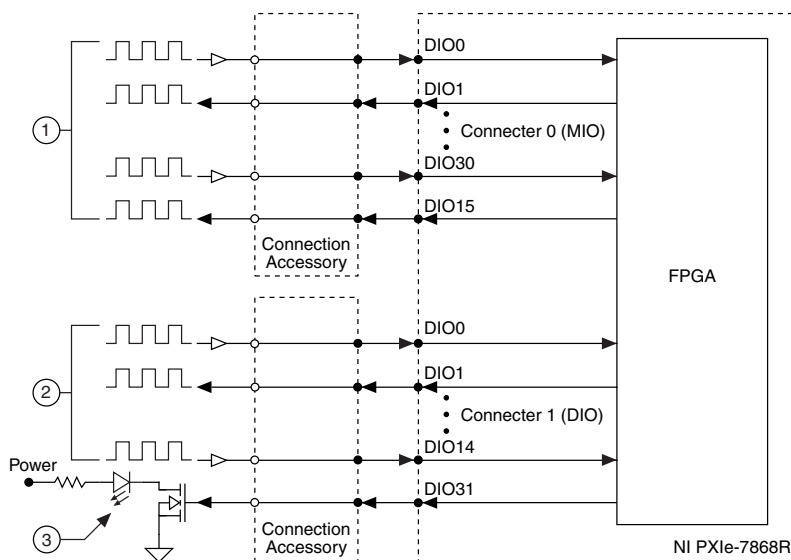 DIO0
1
DIO1
Connecter 0 (MIO)
DIO30
DIO15
Connection
Accessory
FPGA
DIO0
2
DIO1
Connecter 1 (DIO)
DIO14
Power
DIO31
3
Connection
Accessory
NI PXIe-7868R